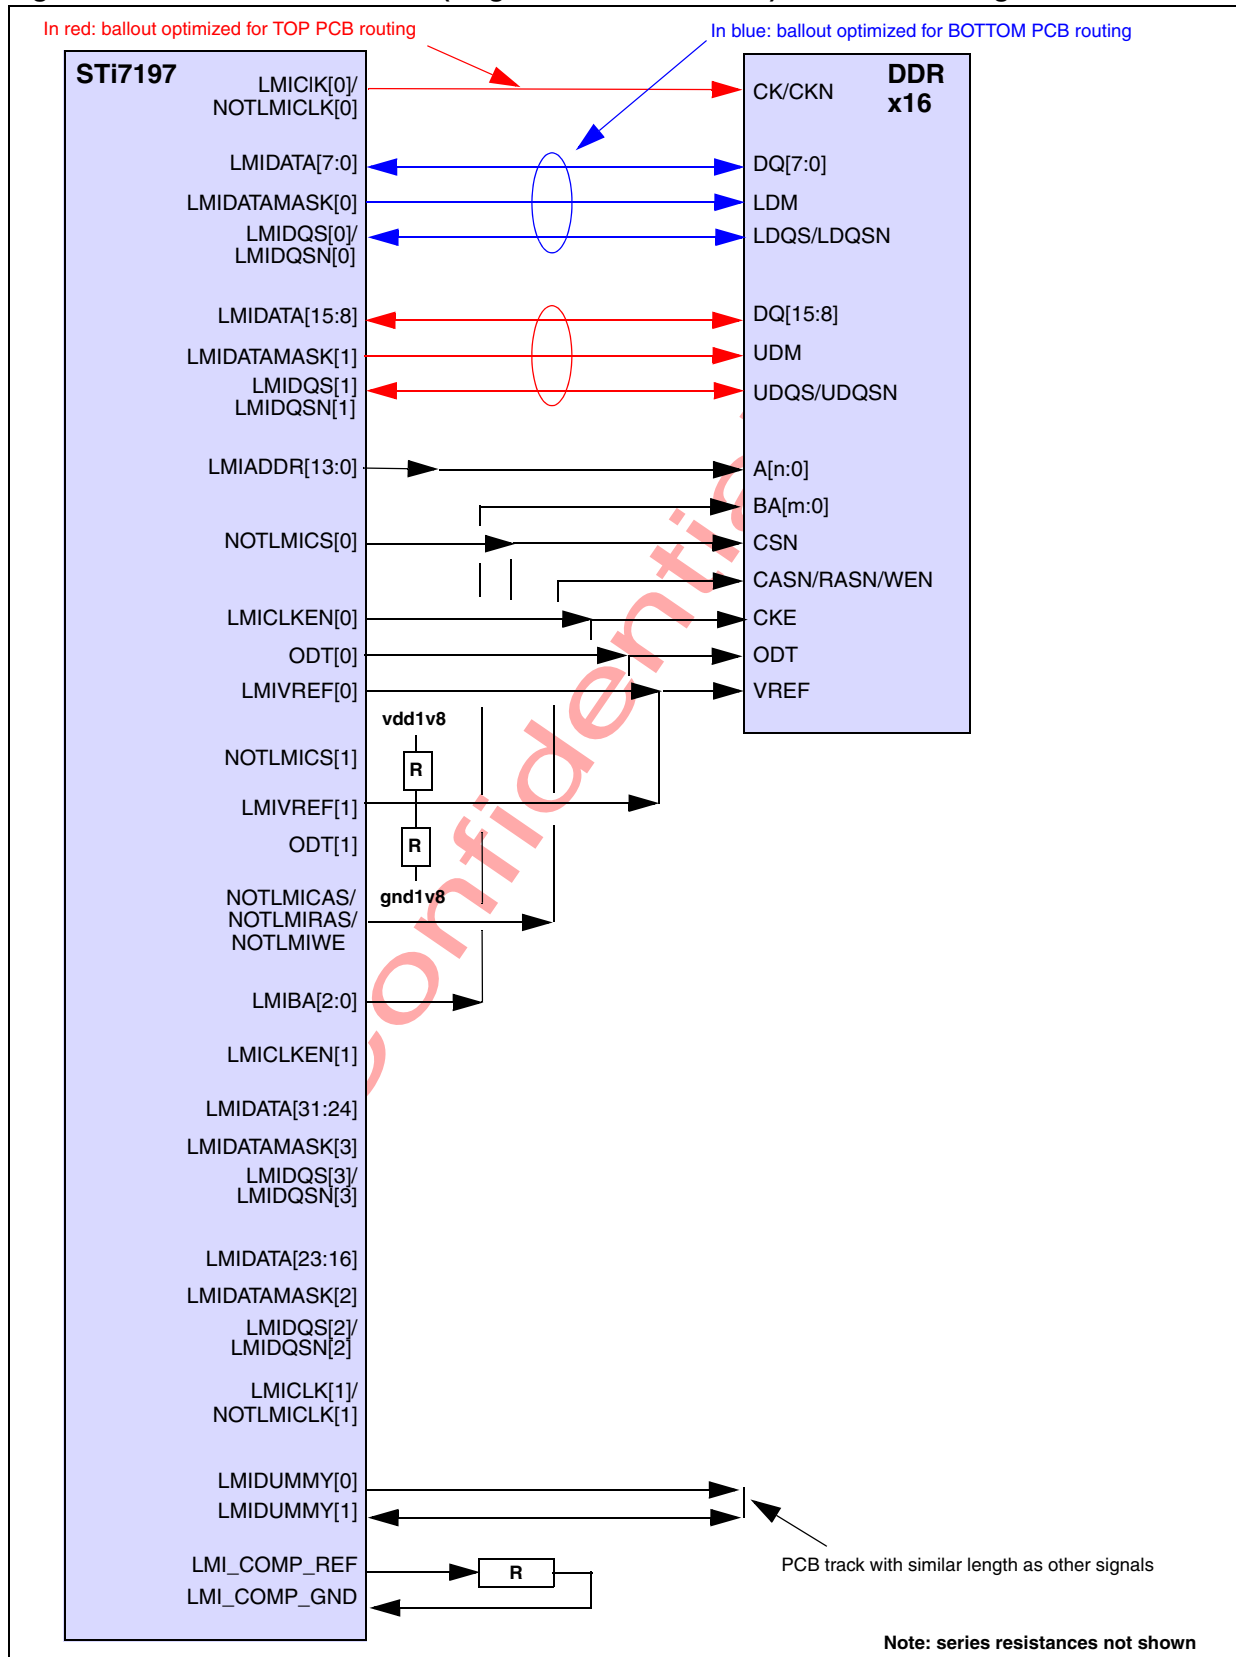 In red: ballout optimized for TOP PCB routing
In blue: ballout optimized for BOTTOM PCB routing
STi7197
DDR
x16
LMIClK[0]/
NOTLMICLK[0]
CK/CKN
LMIDATA[7:0]
DQ[7:0]
LMIDATAMASK[0]
LDM
LMIDQS[0]/
LMIDQSN[0]
LDQS/LDQSN
LMIDATA[15:8]
DQ[15:8]
LMIDATAMASK[1]
UDM
LMIDQS[1]
LMIDQSN[1]
UDQS/UDQSN
LMIADDR[13:0]
A[n:0]
BA[m:0]
NOTLMICS[0]
CSN
CASN/RASN/WEN
LMICLKEN[0]
CKE
ODT[0]
ODT
LMIVREF[0]
VREF
vdd1v8
NOTLMICS[1]
R
LMIVREF[1]
ODT[1]
R
gnd1v8
NOTLMICAS/
NOTLMIRAS/
NOTLMIWE
LMIBA[2:0]
LMICLKEN[1]
LMIDATA[31:24]
LMIDATAMASK[3]
LMIDQS[3]/
LMIDQSN[3]
LMIDATA[23:16]
LMIDATAMASK[2]
LMIDQS[2]/
LMIDQSN[2]
LMICLK[1]/
NOTLMICLK[1]
LMIDUMMY[0]
LMIDUMMY[1]
PCB track with similar length as other signals
LMI_COMP_REF
R
LMI_COMP_GND
Note: series resistances not shown
Confidential